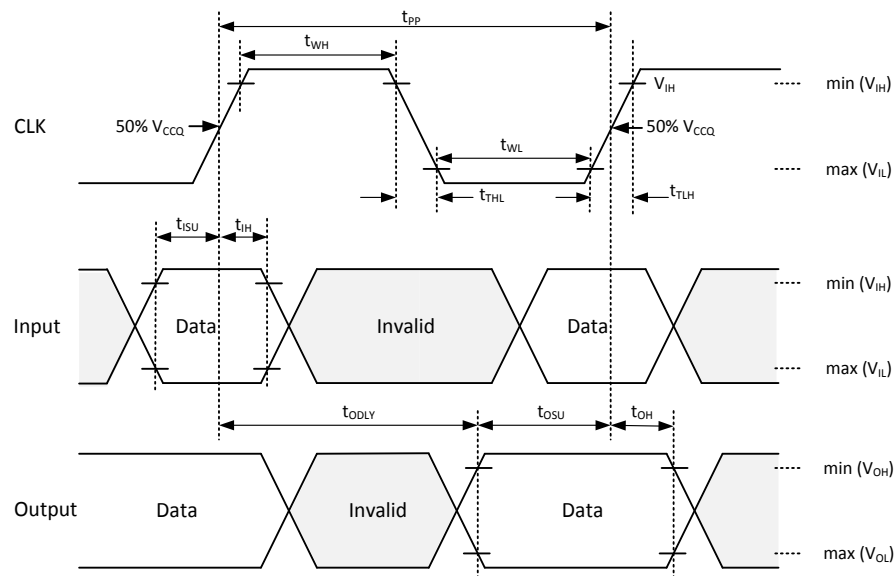 tPP
tWH
VIH
min (VIH)
CLK
50% VCCQ
50% VCCQ
tWL
max (VIL)
tTHL
tTLH
tISU
tIH
min (VIH)
Input
Data
Invalid
Data
max (VIL)
tODLY
tOSU
tOH
min (VOH)
Output
Data
Invalid
Data
max (VOL)